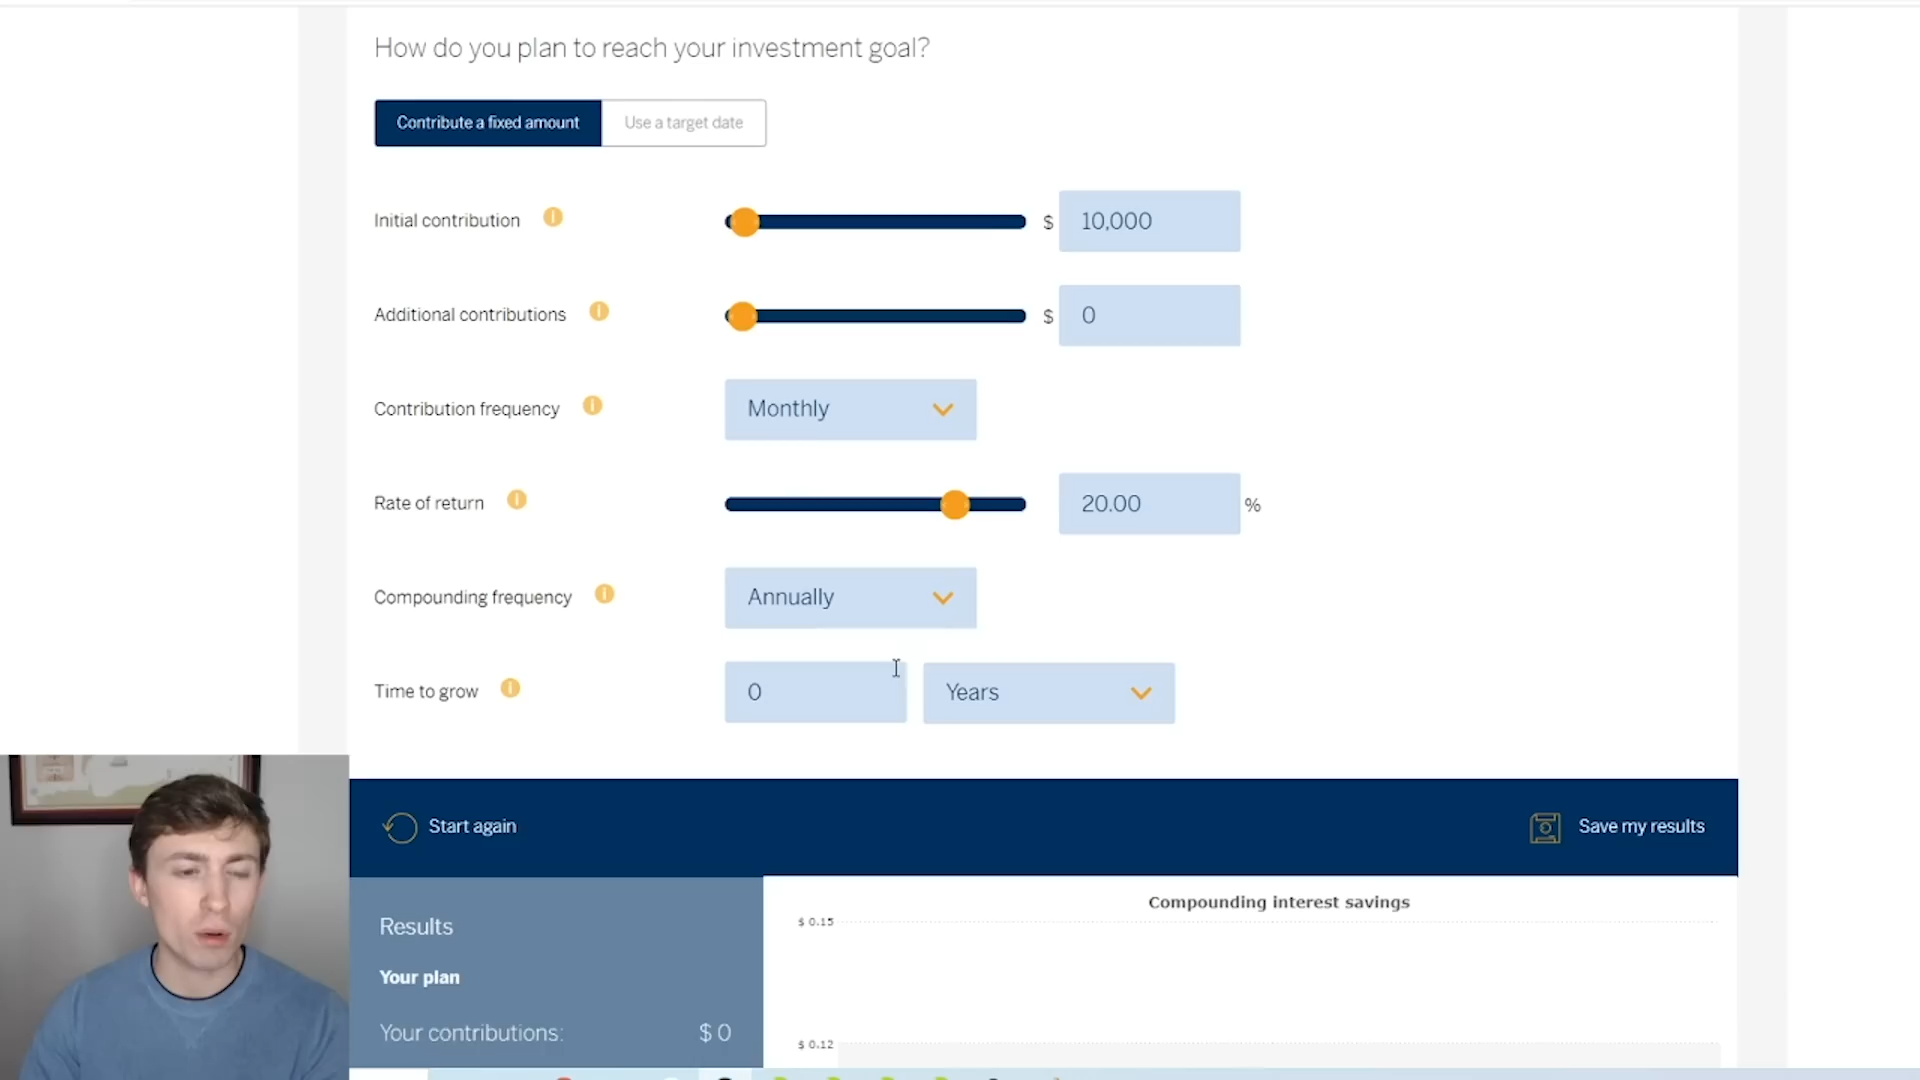 How do you plan to reach your investment goal?
Contribute a fixed amount
Use a target date
Initial contribution
$ 10,000
Additional contributions
$ 0
Contribution frequency
Monthly
Rate of return
20.00 %
Compounding frequency
Annually
Time to grow
0
Years
Start again
Save my results
Results
Your plan
Your contributions: $ 0
Compounding interest savings
$ 0.15
$ 0.12